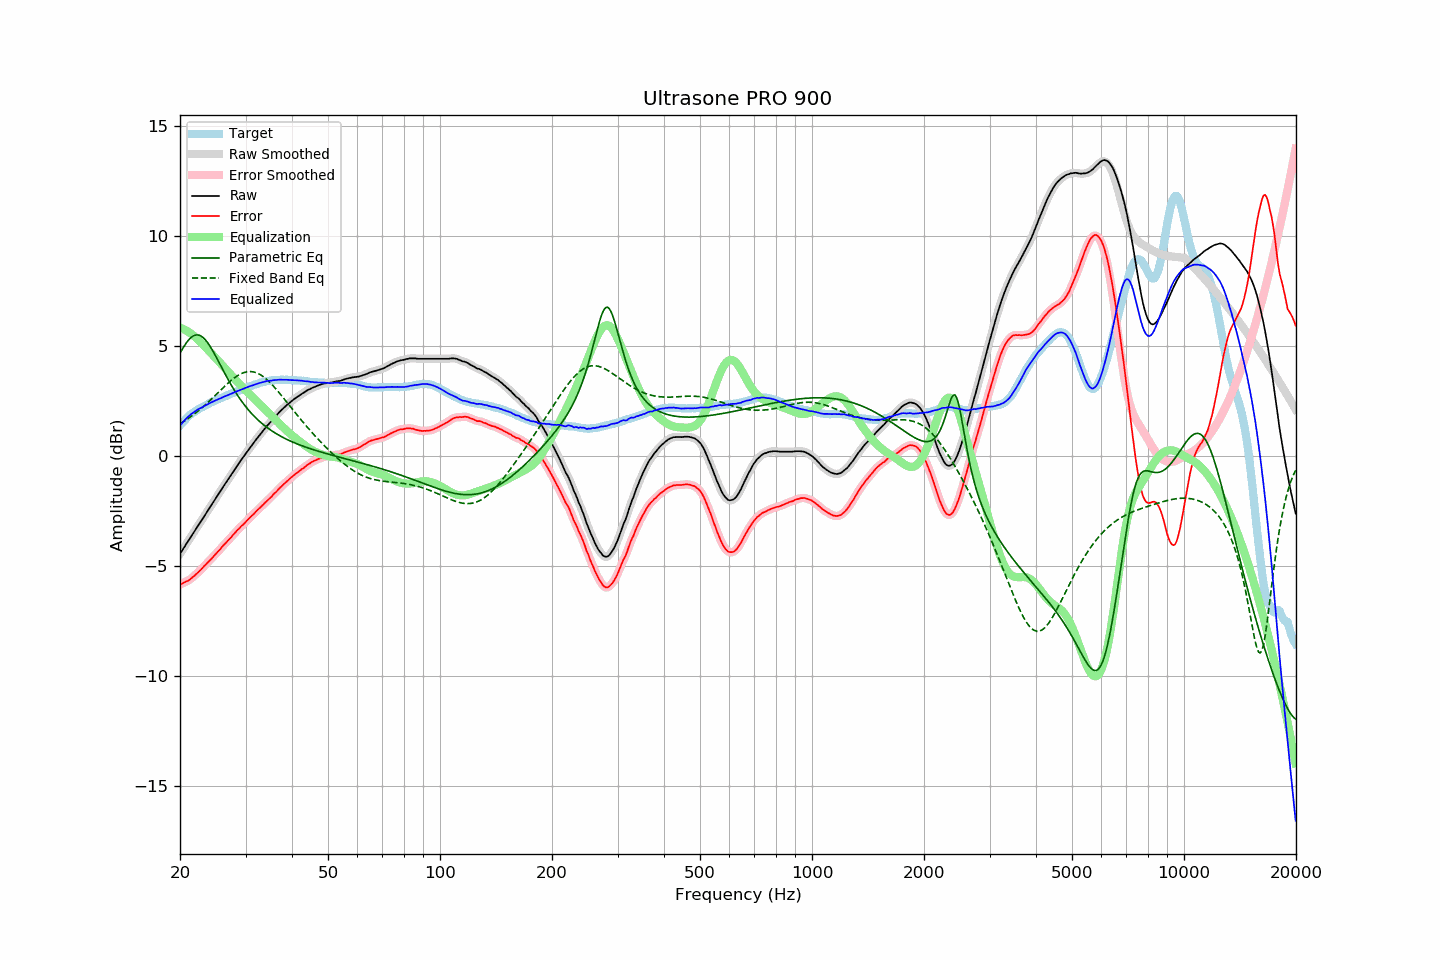 Ultrasone PRO 900
Target
Raw Smoothed
Error Smoothed
Raw
Error
Equalization
Parametric Eq
Fixed Band Eq
Equalized
Amplitude (dBr)
15
10
5
0
−5
−10
−15
20 50 100 200 500 1000 2000 5000 10000 20000
Frequency (Hz)